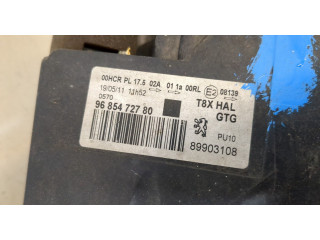 00HCR PL 17.5 02A 01 1a 00RL E2 08139
19/05/11 11h52 T8X HAL
0570 GTG
96 854 727 80
PU10
89903108